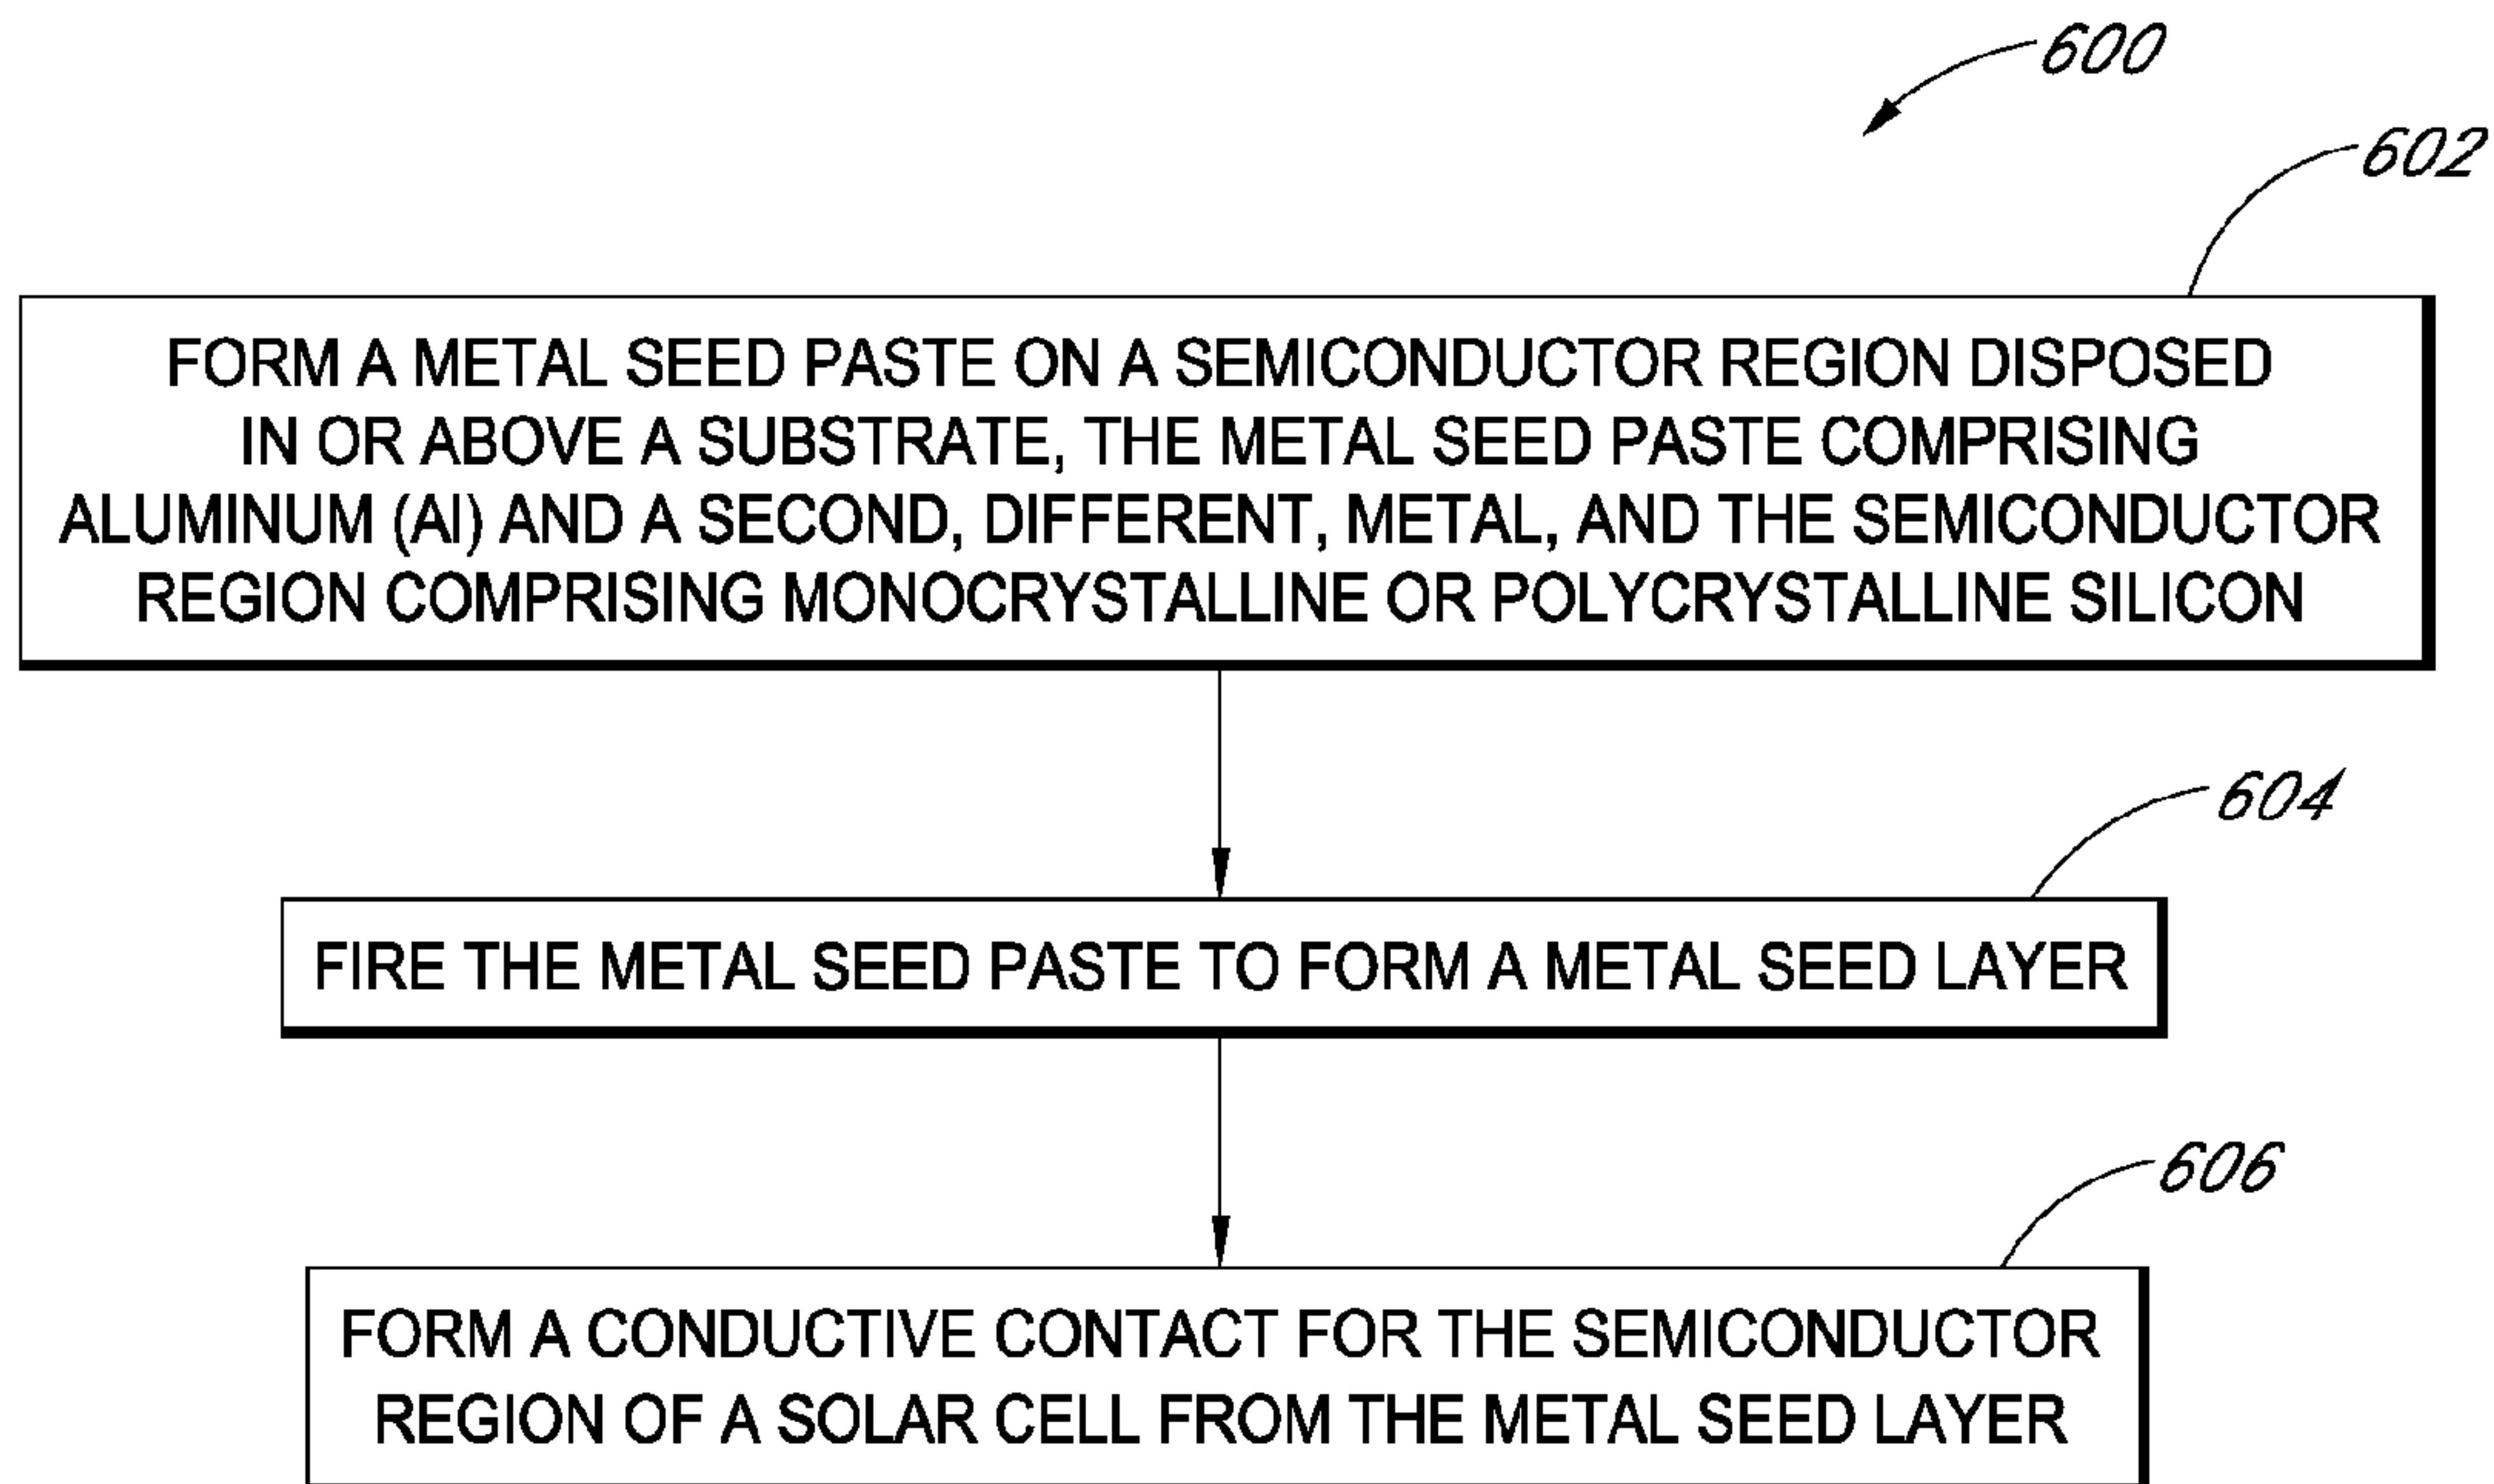 600
602
FORM A METAL SEED PASTE ON A SEMICONDUCTOR REGION DISPOSED
IN OR ABOVE A SUBSTRATE, THE METAL SEED PASTE COMPRISING
ALUMINUM (Al) AND A SECOND, DIFFERENT, METAL, AND THE SEMICONDUCTOR
REGION COMPRISING MONOCRYSTALLINE OR POLYCRYSTALLINE SILICON
604
FIRE THE METAL SEED PASTE TO FORM A METAL SEED LAYER
606
FORM A CONDUCTIVE CONTACT FOR THE SEMICONDUCTOR
REGION OF A SOLAR CELL FROM THE METAL SEED LAYER